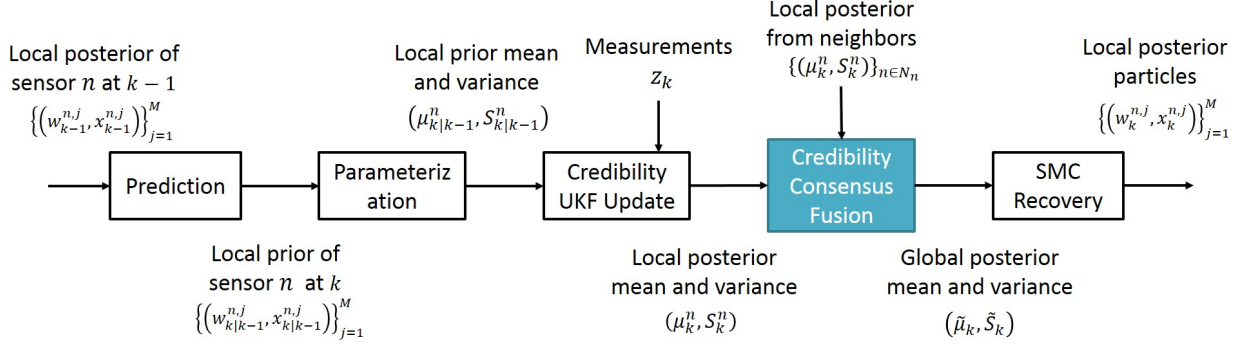 Local posterior of
sensor n at k − 1
{(w_{k-1}^{n,j}, x_{k-1}^{n,j})}_{j=1}^{M}
Prediction
Local prior of
sensor n at k
{(w_{k|k-1}^{n,j}, x_{k|k-1}^{n,j})}_{j=1}^{M}
Parameteriz
ation
Local prior mean
and variance
(μ_{k|k-1}^{n}, S_{k|k-1}^{n})
Measurements
z_k
Credibility
UKF Update
Local posterior
mean and variance
(μ_k^n, S_k^n)
Local posterior
from neighbors
{(μ_k^n, S_k^n)}_{n∈N_n}
Credibility
Consensus
Fusion
Global posterior
mean and variance
(μ̃_k, S̃_k)
SMC
Recovery
Local posterior
particles
{(w_k^{n,j}, x_k^{n,j})}_{j=1}^{M}